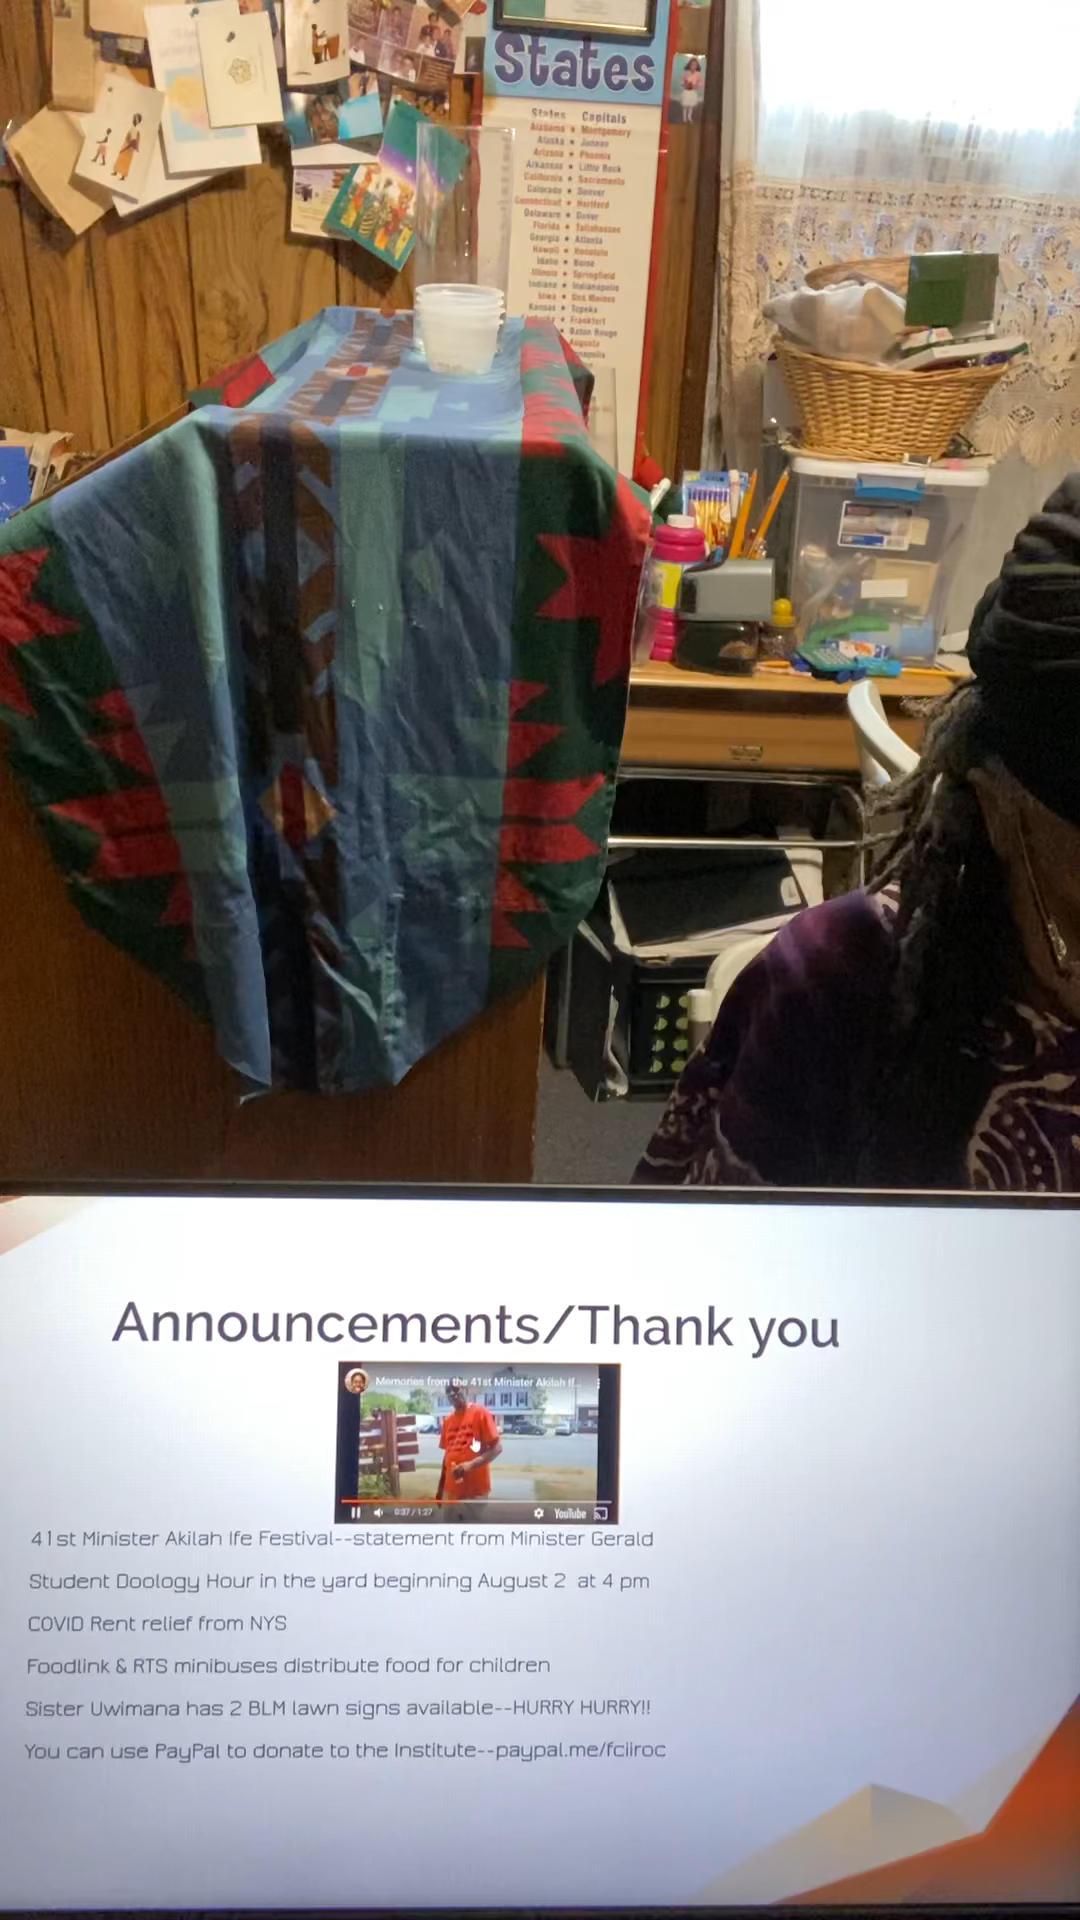 States
States Capitals
Alabama ★ Montgomery
Alaska ★ Juneau
Arizona ★ Phoenix
Arkansas ★ Little Rock
California ★ Sacramento
Colorado ★ Denver
Connecticut ★ Hartford
Delaware ★ Dover
Florida ★ Tallahassee
Georgia ★ Atlanta
Hawaii ★ Honolulu
Idaho ★ Boise
Illinois ★ Springfield
Indiana ★ Indianapolis
Iowa ★ Des Moines
Kansas ★ Topeka
★ Frankfort
★ Baton Rouge
Augusta
napolis
Announcements/Thank you
Memories from the 41st Minister Akilah If...
0:37 / 1:27
YouTube
41st Minister Akilah Ife Festival--statement from Minister Gerald
Student Doology Hour in the yard beginning August 2 at 4 pm
COVID Rent relief from NYS
Foodlink & RTS minibuses distribute food for children
Sister Uwimana has 2 BLM lawn signs available--HURRY HURRY!!
You can use PayPal to donate to the Institute--paypal.me/fciiroc